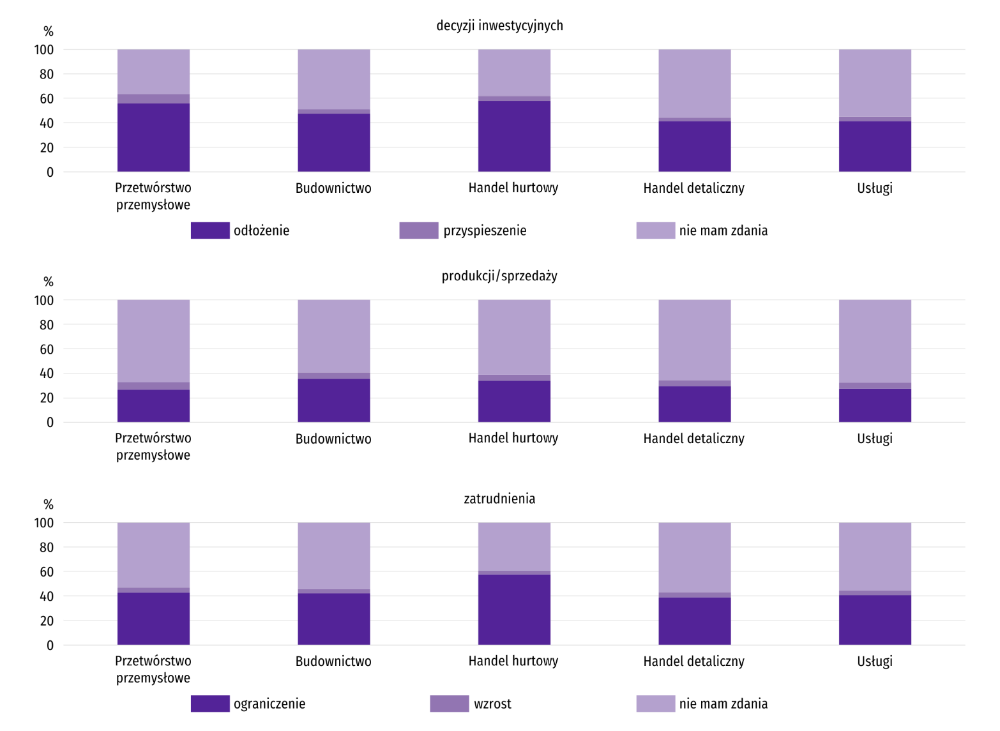 decyzji inwestycyjnych
%
100
80
60
40
20
0
Przetwórstwo
przemysłowe
Budownictwo
Handel hurtowy
Handel detaliczny
Usługi
odłożenie
przyspieszenie
nie mam zdania
produkcji/sprzedaży
%
100
80
60
40
20
0
Przetwórstwo
przemysłowe
Budownictwo
Handel hurtowy
Handel detaliczny
Usługi
zatrudnienia
%
100
80
60
40
20
0
Przetwórstwo
przemysłowe
Budownictwo
Handel hurtowy
Handel detaliczny
Usługi
ograniczenie
wzrost
nie mam zdania